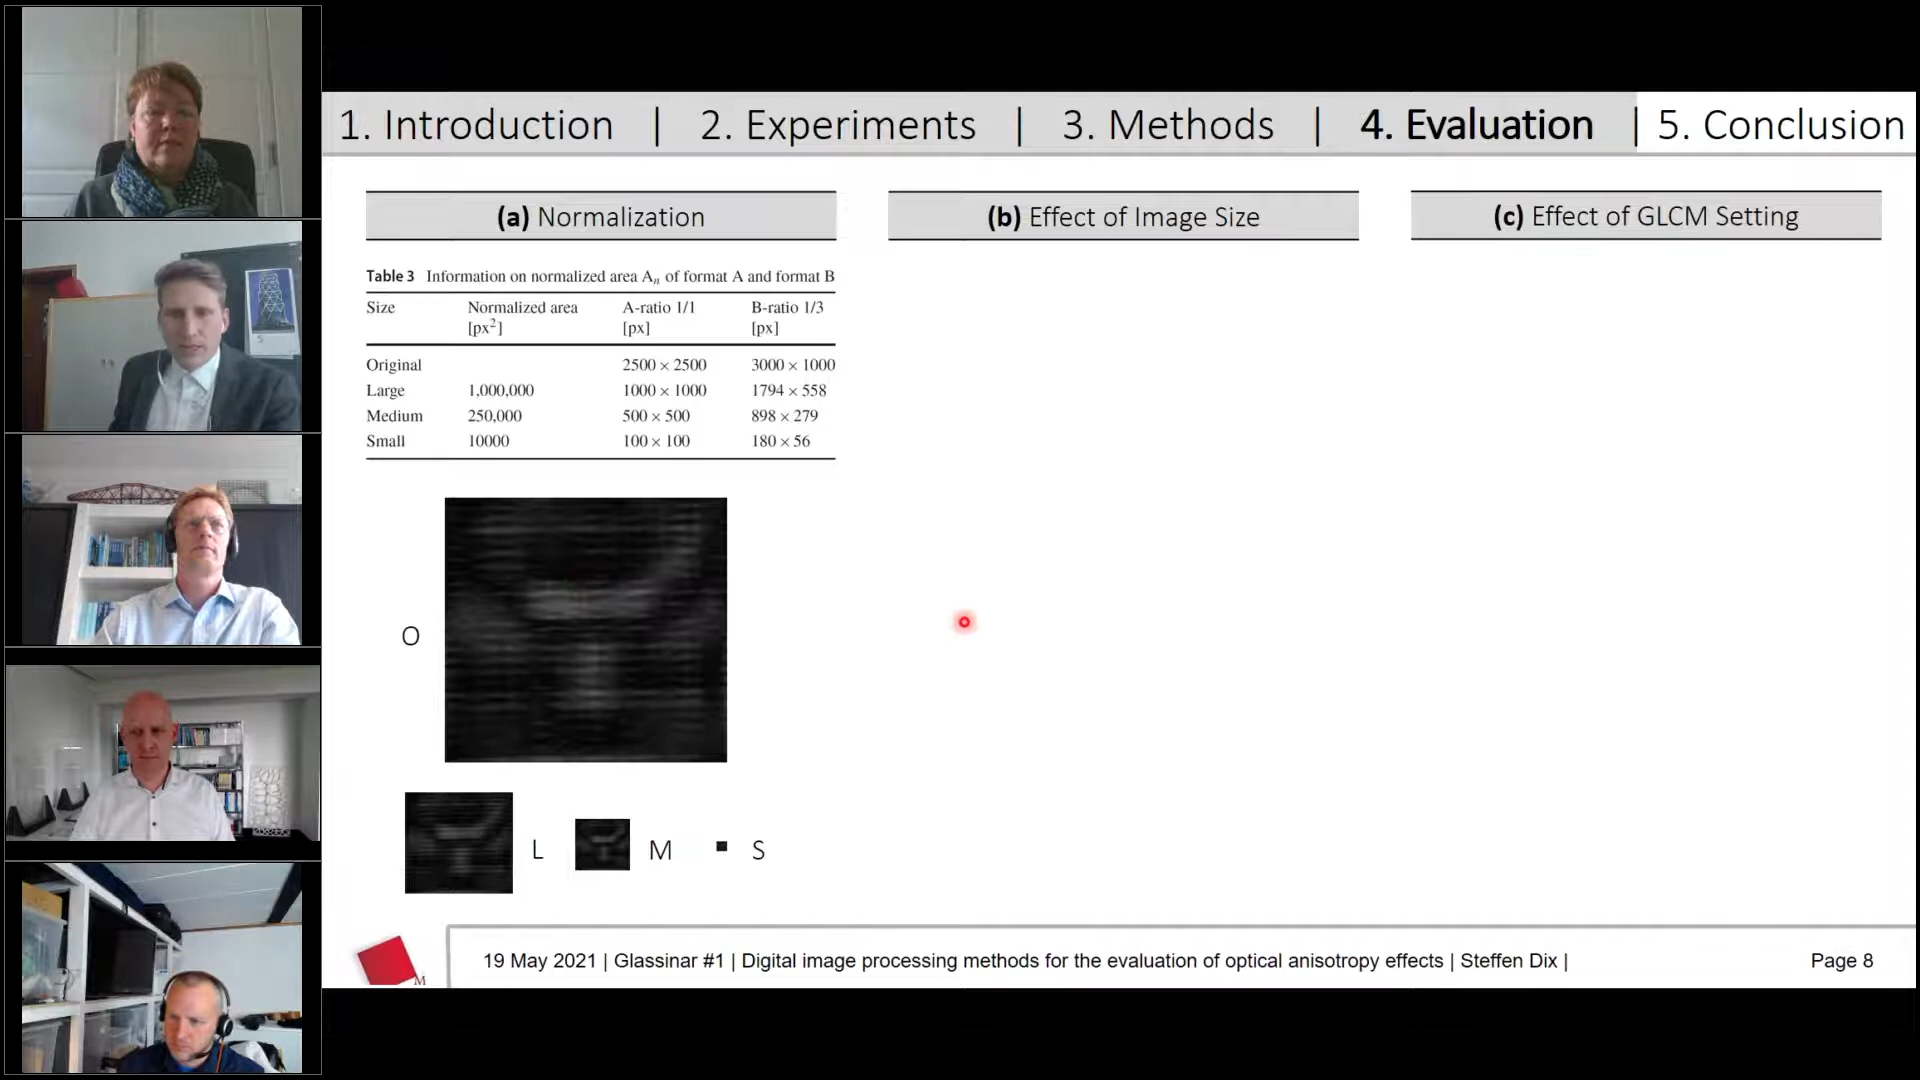 1. Introduction | 2. Experiments | 3. Methods | 4. Evaluation | 5. Conclusion
(a) Normalization
(b) Effect of Image Size
(c) Effect of GLCM Setting
Table 3 Information on normalized area Aₙ of format A and format B
Size Normalized area [px²] A-ratio 1/1 [px] B-ratio 1/3 [px]
Original 2500 × 2500 3000 × 1000
Large 1,000,000 1000 × 1000 1794 × 558
Medium 250,000 500 × 500 898 × 279
Small 10000 100 × 100 180 × 56
O
L M S
M
19 May 2021 | Glassinar #1 | Digital image processing methods for the evaluation of optical anisotropy effects | Steffen Dix | Page 8